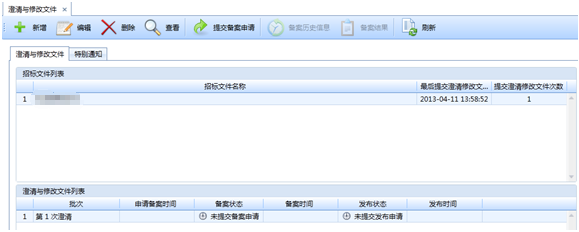 澄清与修改文件 ×
新增 编辑 删除 查看 提交备案申请 备案历史信息 备案结果 刷新
澄清与修改文件 特别通知
招标文件列表
招标文件名称 最后提交澄清修改文... 提交澄清修改文件次数
1 2013-04-11 13:58:52 1
澄清与修改文件列表
批次 申请备案时间 备案状态 备案时间 发布状态 发布时间
1 第 1 次澄清 未提交备案申请 未提交发布申请